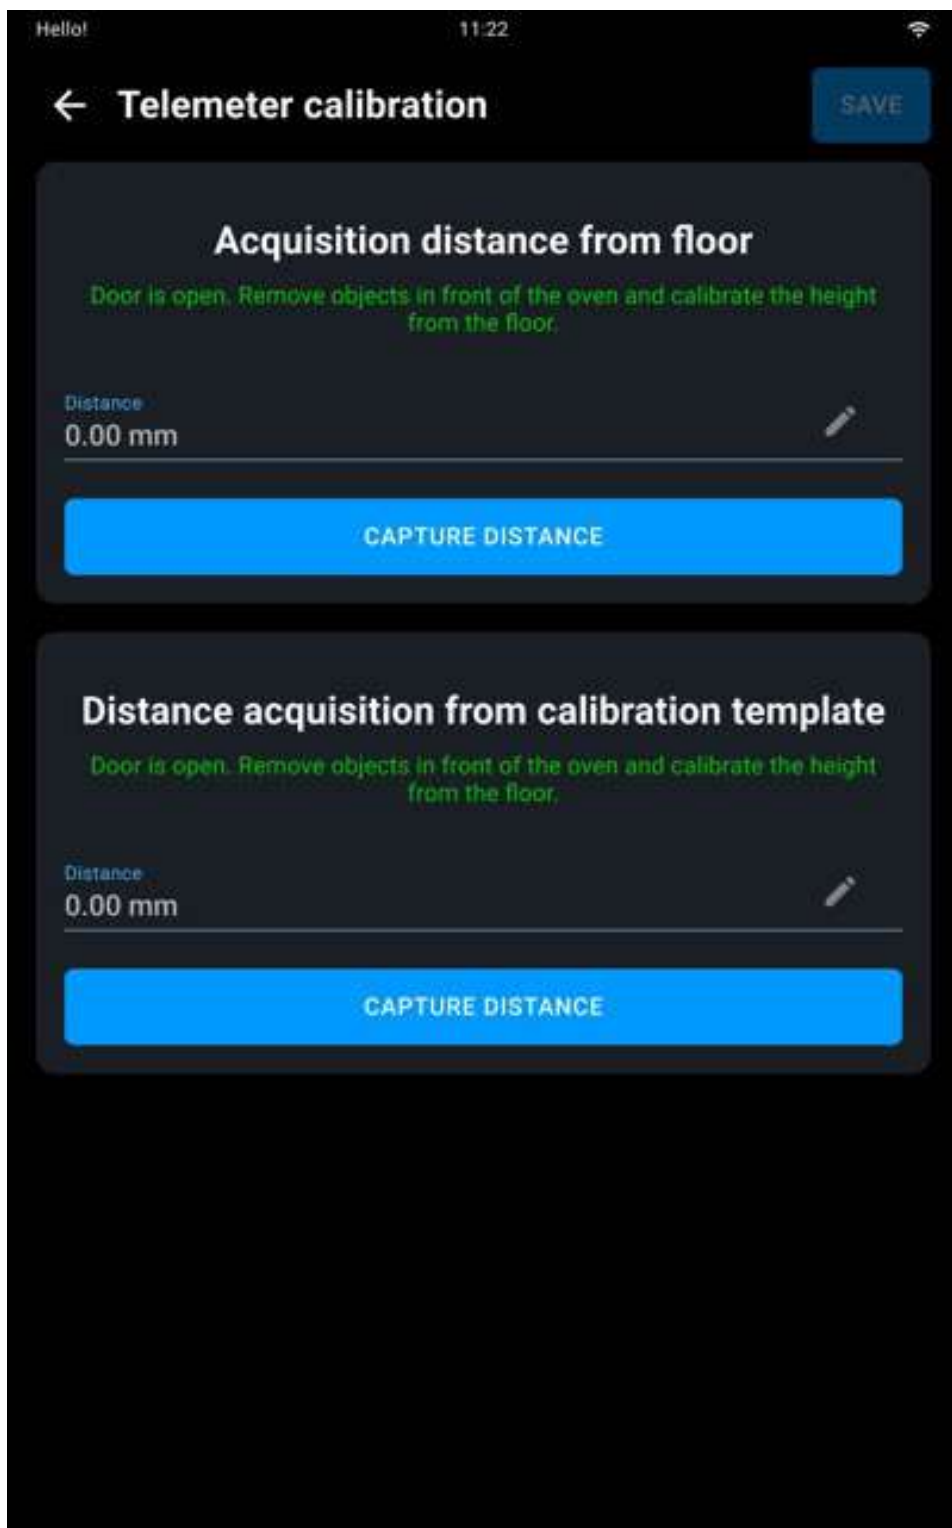 Hello!
11:22
Telemeter calibration
SAVE
Acquisition distance from floor
Door is open. Remove objects in front of the oven and calibrate the height
from the floor.
Distance
0.00 mm
CAPTURE DISTANCE
Distance acquisition from calibration template
Door is open. Remove objects in front of the oven and calibrate the height
from the floor.
Distance
0.00 mm
CAPTURE DISTANCE